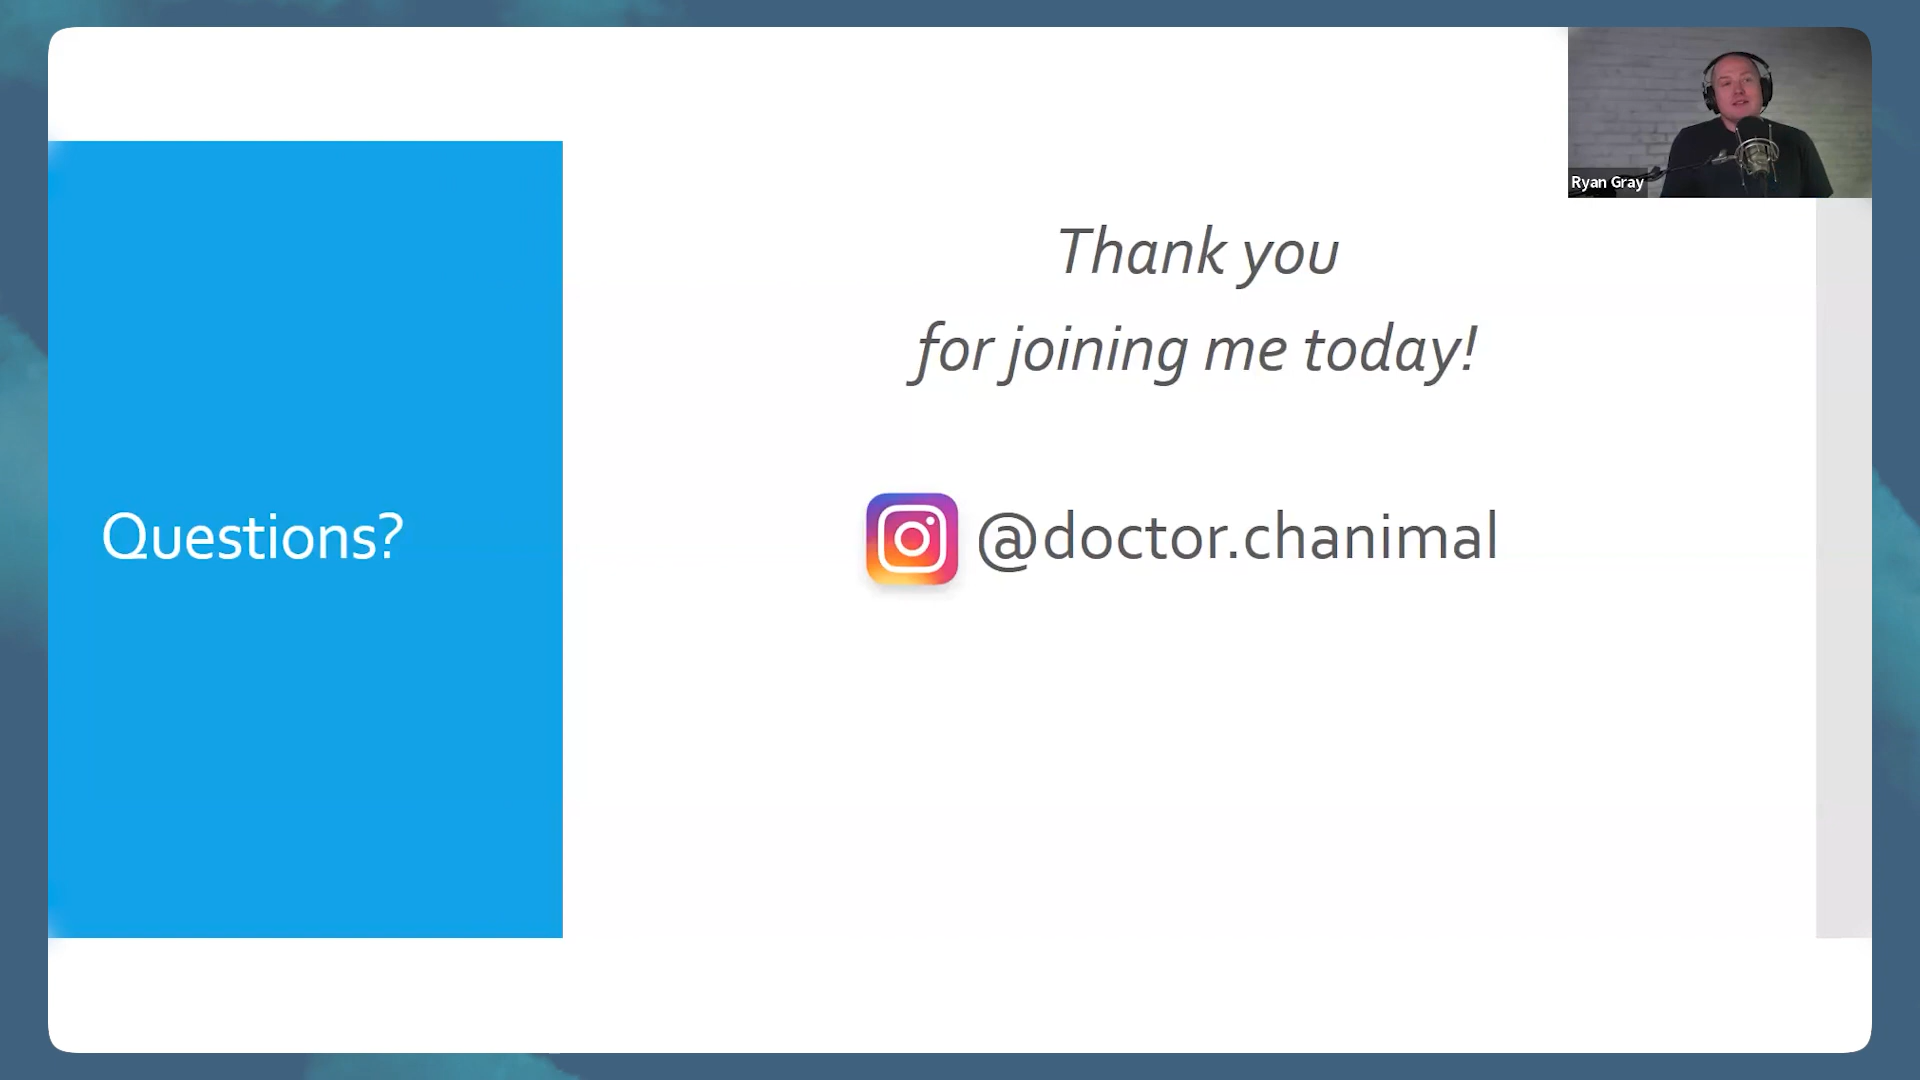 Ryan Gray
Thank you
for joining me today!
Questions?
@doctor.chanimal